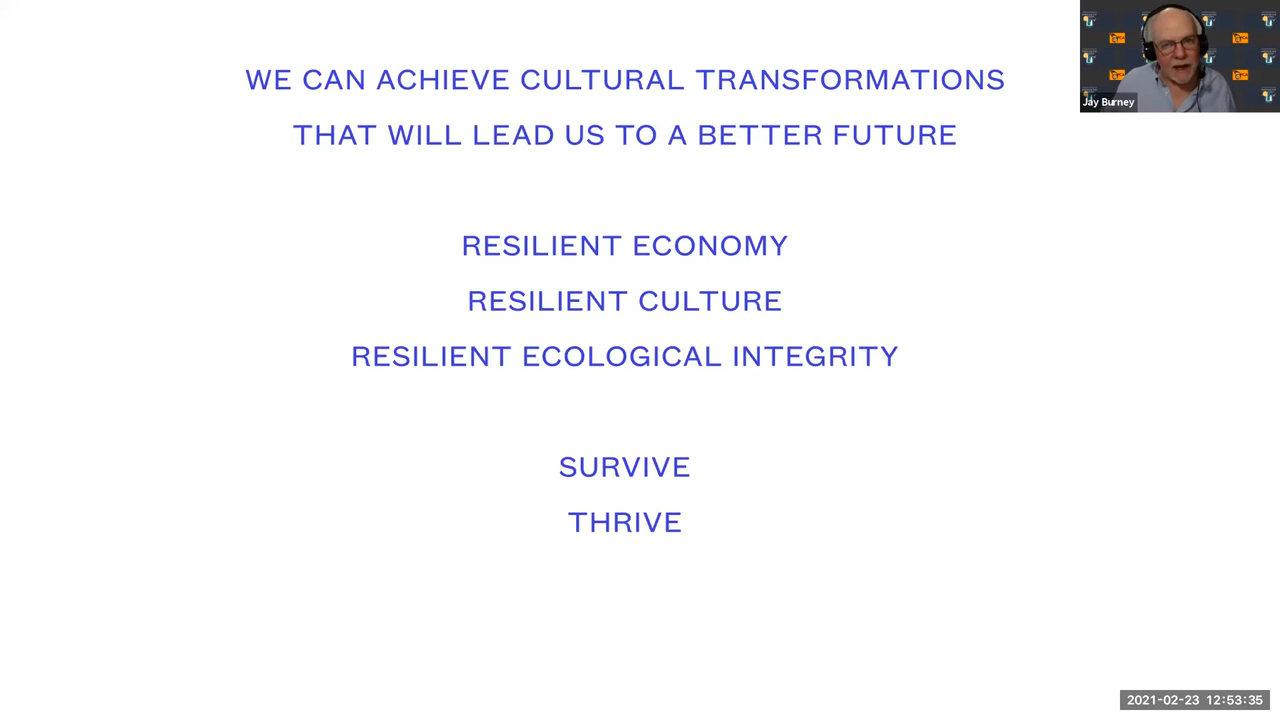 WE CAN ACHIEVE CULTURAL TRANSFORMATIONS
THAT WILL LEAD US TO A BETTER FUTURE
RESILIENT ECONOMY
RESILIENT CULTURE
RESILIENT ECOLOGICAL INTEGRITY
SURVIVE
THRIVE
Jay Burney
2021-02-23 12:53:35